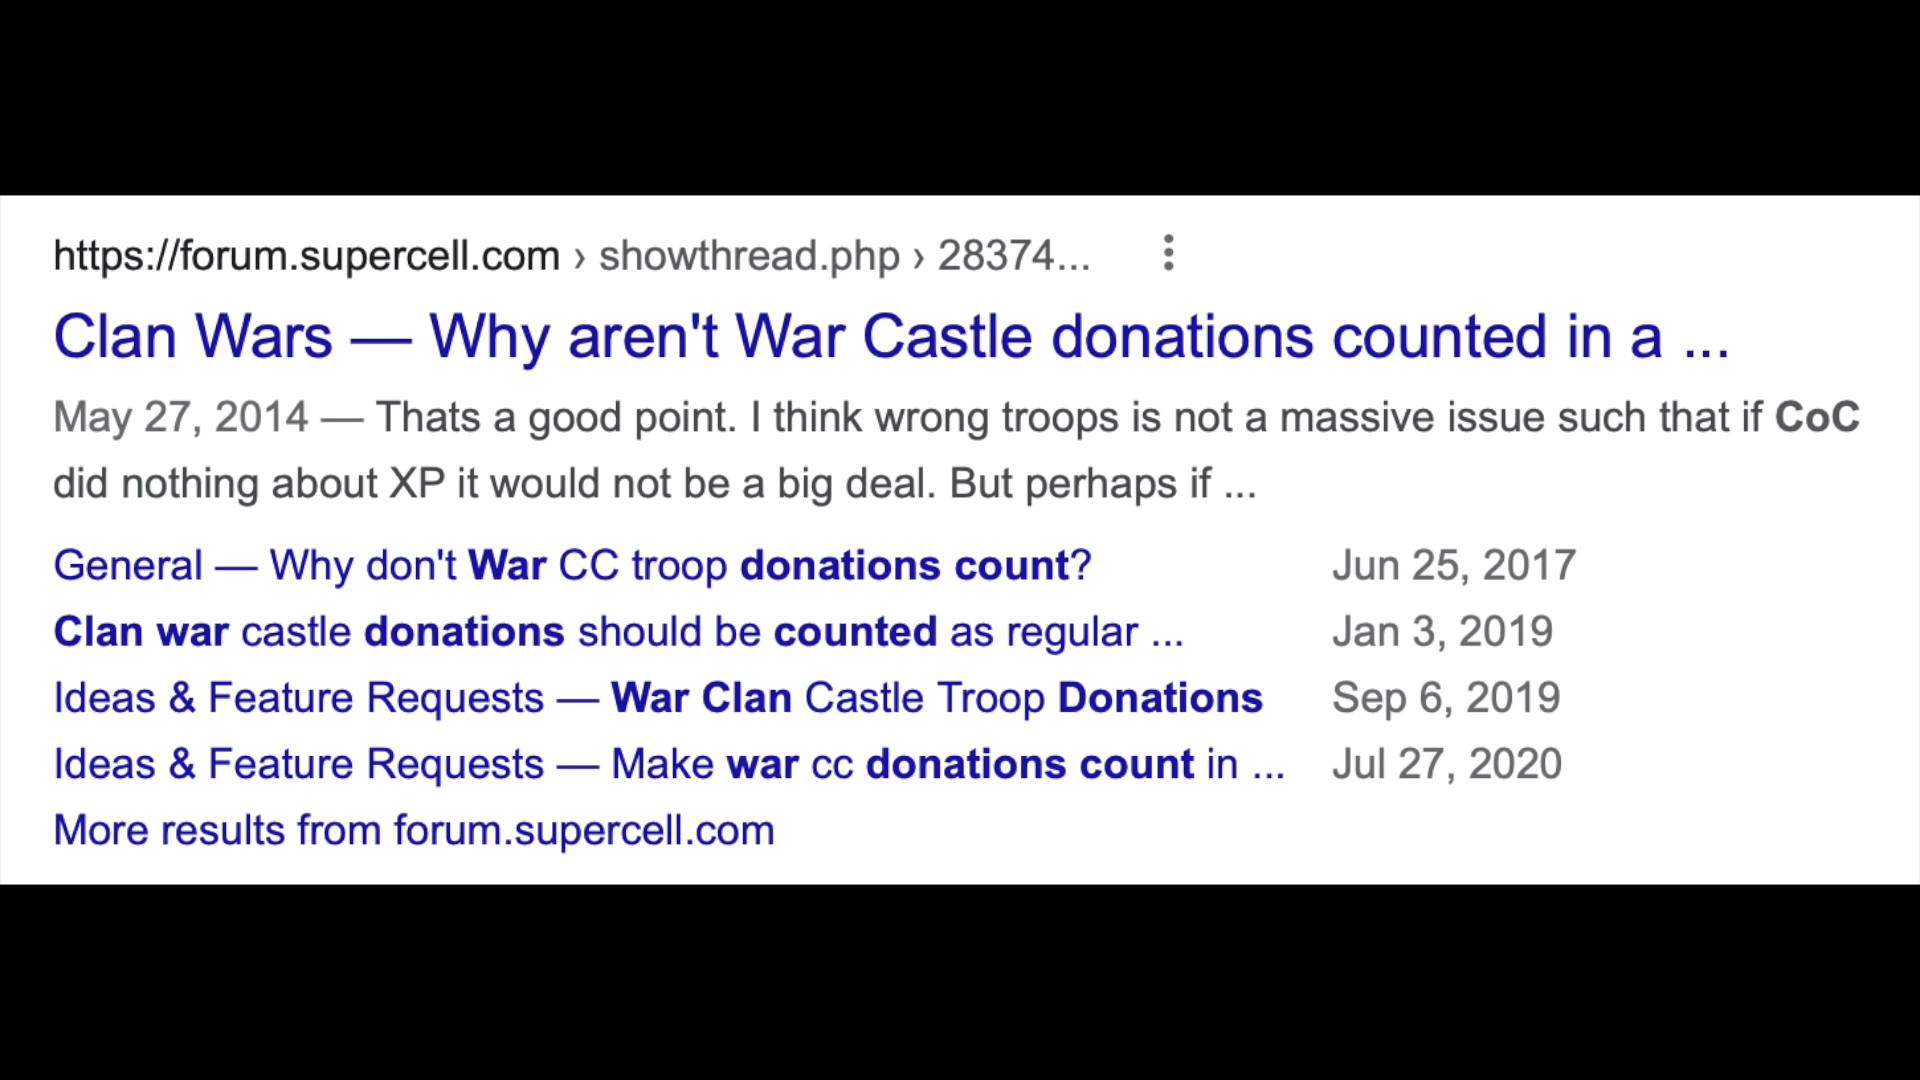 https://forum.supercell.com › showthread.php › 28374...
Clan Wars — Why aren't War Castle donations counted in a ...
May 27, 2014 — Thats a good point. I think wrong troops is not a massive issue such that if CoC
did nothing about XP it would not be a big deal. But perhaps if ...
General — Why don't War CC troop donations count? Jun 25, 2017
Clan war castle donations should be counted as regular ... Jan 3, 2019
Ideas & Feature Requests — War Clan Castle Troop Donations Sep 6, 2019
Ideas & Feature Requests — Make war cc donations count in ... Jul 27, 2020
More results from forum.supercell.com